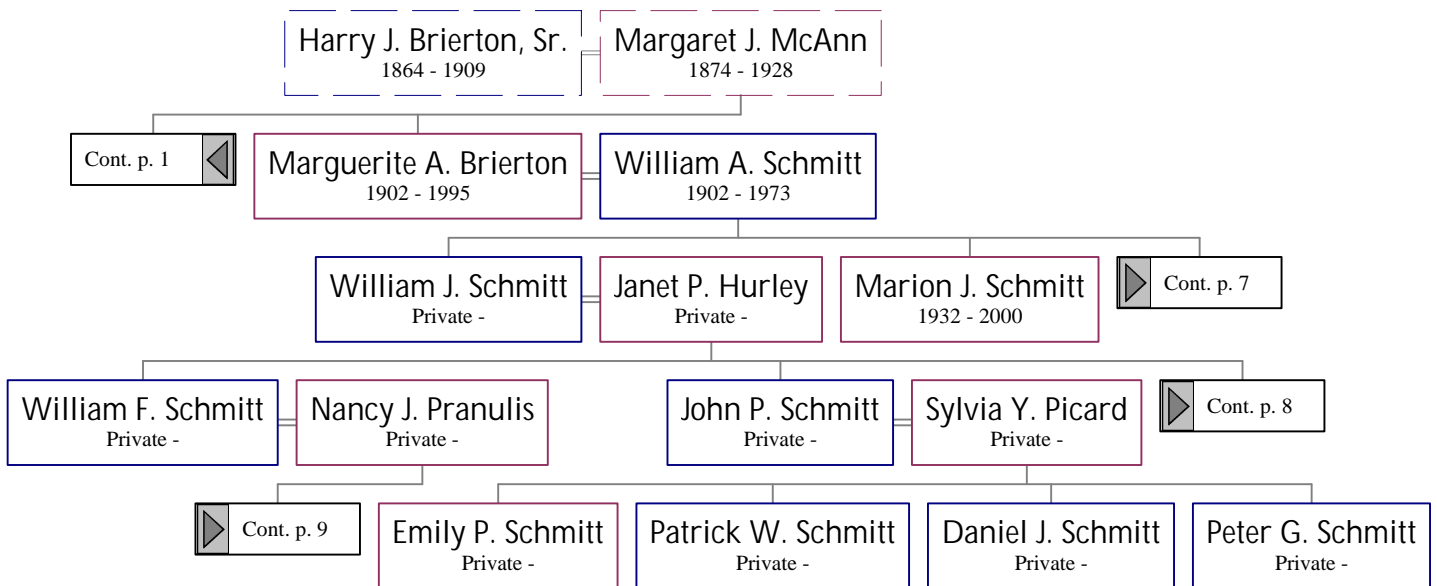 Harry J. Brierton, Sr.
1864 - 1909
Margaret J. McAnn
1874 - 1928
Cont. p. 1
Marguerite A. Brierton
1902 - 1995
William A. Schmitt
1902 - 1973
William J. Schmitt
Private -
Janet P. Hurley
Private -
Marion J. Schmitt
1932 - 2000
Cont. p. 7
William F. Schmitt
Private -
Nancy J. Pranulis
Private -
John P. Schmitt
Private -
Sylvia Y. Picard
Private -
Cont. p. 8
Cont. p. 9
Emily P. Schmitt
Private -
Patrick W. Schmitt
Private -
Daniel J. Schmitt
Private -
Peter G. Schmitt
Private -